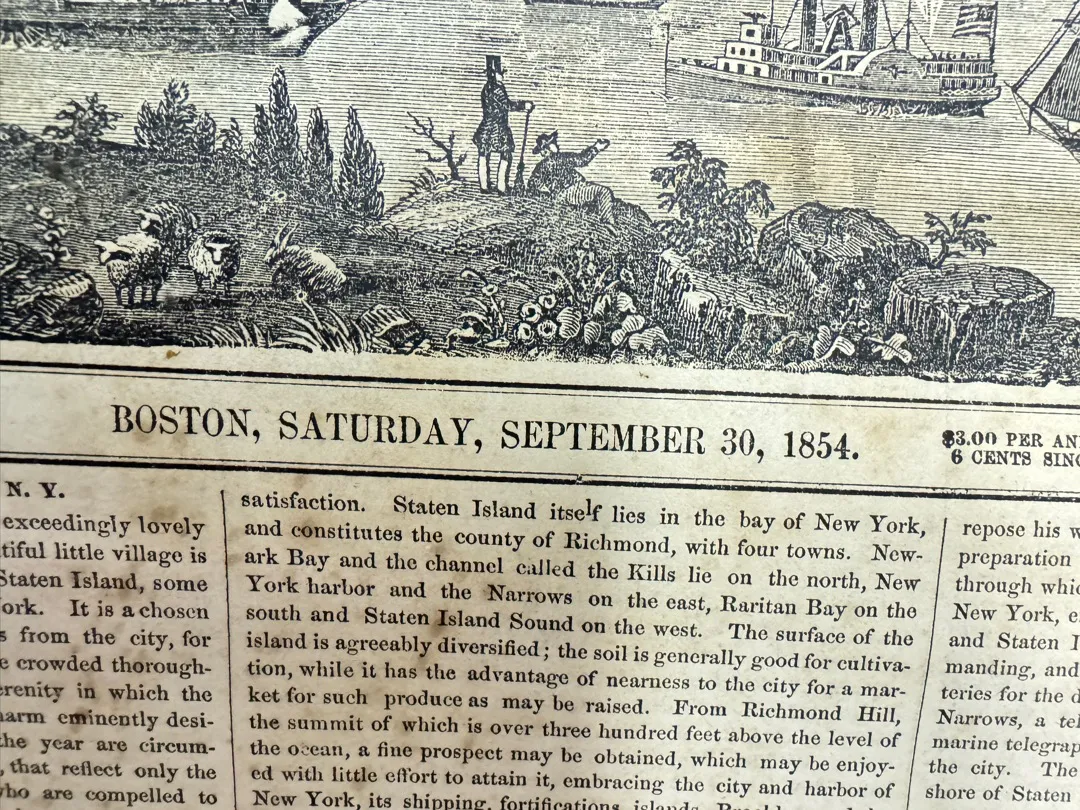 BOSTON, SATURDAY, SEPTEMBER 30, 1854.
$3.00 PER
6 CENTS
N. Y.
exceedingly lovely
tiful little village is
Staten Island, some
ork. It is a chosen
s from the city, for
e crowded thorough-
erenity in which the
harm eminently desi-
the year are circum-
, that reflect only the
who are compelled to
satisfaction. Staten Island itself lies in the bay of New York,
and constitutes the county of Richmond, with four towns. New-
ark Bay and the channel called the Kills lie on the north, New
York harbor and the Narrows on the east, Raritan Bay on the
south and Staten Island Sound on the west. The surface of the
island is agreeably diversified; the soil is generally good for cultiva-
tion, while it has the advantage of nearness to the city for a mar-
ket for such produce as may be raised. From Richmond Hill,
the summit of which is over three hundred feet above the level of
the ocean, a fine prospect may be obtained, which may be enjoy-
ed with little effort to attain it, embracing the city and harbor of
New York, its shipping, fortifications, islands,
repose his
preparation
through
New York,
and Staten
manding, and
teries for the
Narrows, a
marine
the city. The
shore of Staten